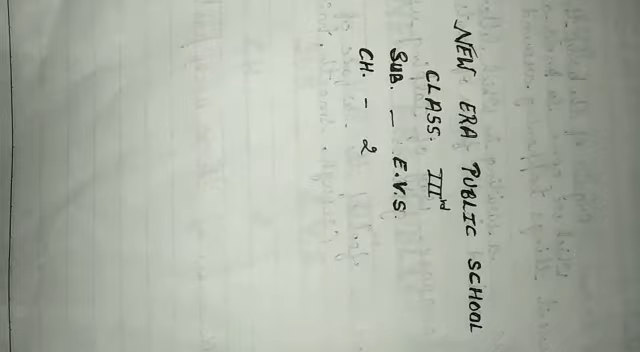 NEW ERA PUBLIC SCHOOL
CLASS. IIIrd
SUB. - E.V.S.
CH. - 2